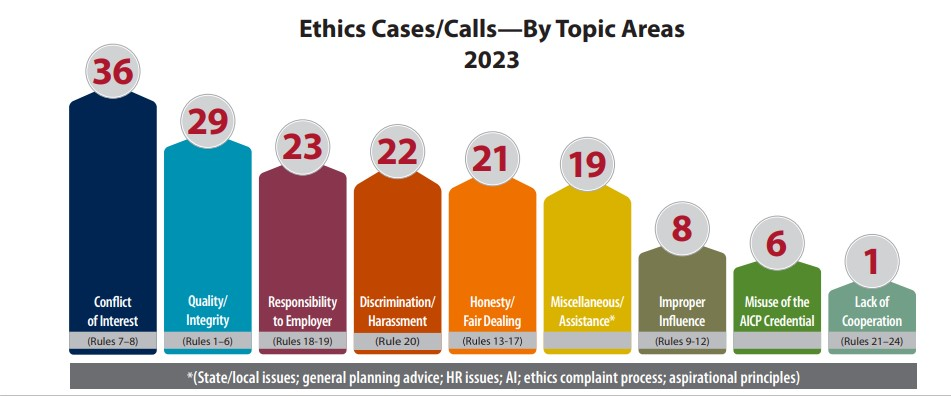 Ethics Cases/Calls—By Topic Areas
2023
36
29
23
22
21
19
8
6
1
Conflict
of Interest
(Rules 7–8)
Quality/
Integrity
(Rules 1–6)
Responsibility
to Employer
(Rules 18-19)
Discrimination/
Harassment
(Rule 20)
Honesty/
Fair Dealing
(Rules 13-17)
Miscellaneous/
Assistance*
Improper
Influence
(Rules 9-12)
Misuse of the
AICP Credential
Lack of
Cooperation
(Rules 21–24)
*(State/local issues; general planning advice; HR issues; AI; ethics complaint process; aspirational principles)